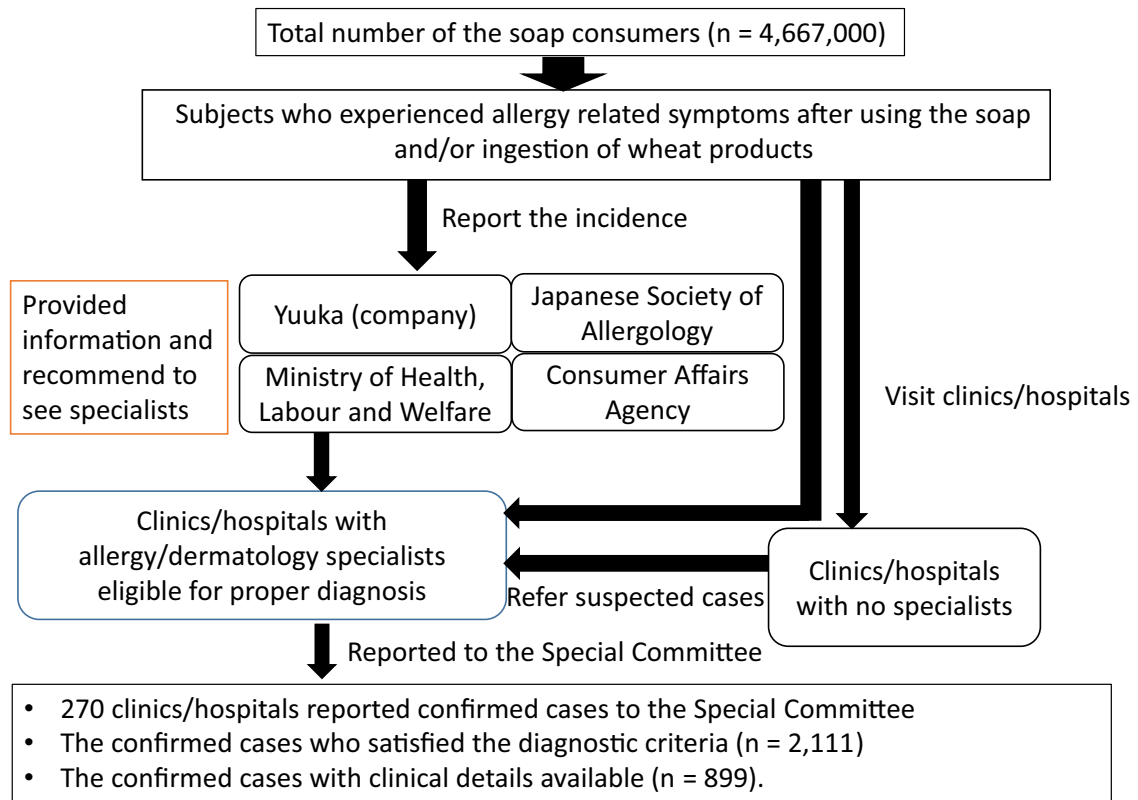 Total number of the soap consumers (n = 4,667,000)
Subjects who experienced allergy related symptoms after using the soap
and/or ingestion of wheat products
Report the incidence
Provided
information and
recommend to
see specialists
Yuuka (company)
Japanese Society of
Allergology
Ministry of Health,
Labour and Welfare
Consumer Affairs
Agency
Visit clinics/hospitals
Clinics/hospitals with
allergy/dermatology specialists
eligible for proper diagnosis
Refer suspected cases
Clinics/hospitals
with no specialists
Reported to the Special Committee
• 270 clinics/hospitals reported confirmed cases to the Special Committee
• The confirmed cases who satisfied the diagnostic criteria (n = 2,111)
• The confirmed cases with clinical details available (n = 899).